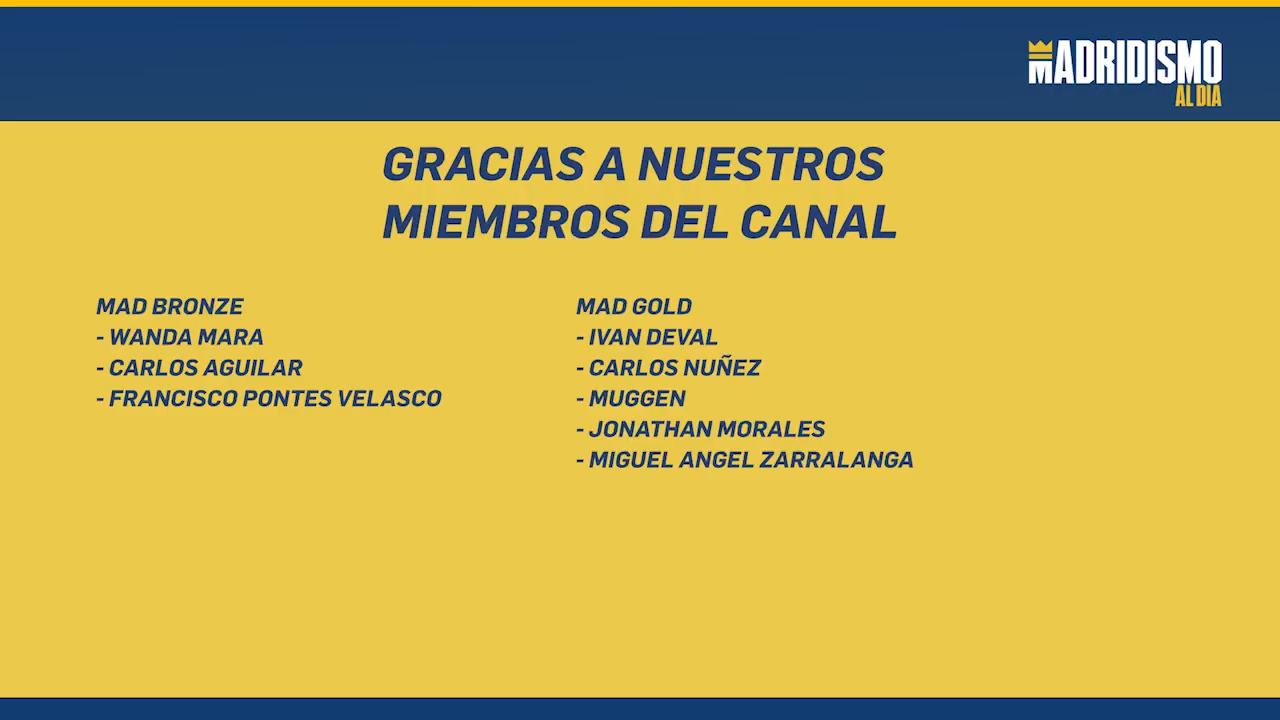 MADRIDISMO
AL DIA
GRACIAS A NUESTROS
MIEMBROS DEL CANAL
MAD BRONZE
- WANDA MARA
- CARLOS AGUILAR
- FRANCISCO PONTES VELASCO
MAD GOLD
- IVAN DEVAL
- CARLOS NUÑEZ
- MUGGEN
- JONATHAN MORALES
- MIGUEL ANGEL ZARRALANGA